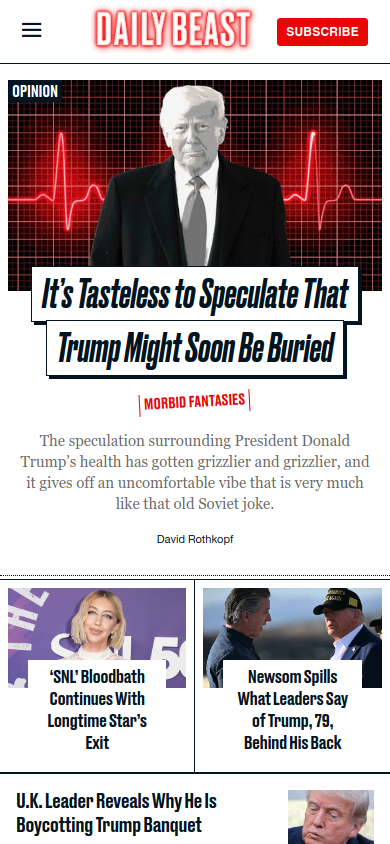 DAILY BEAST
SUBSCRIBE
OPINION
It's Tasteless to Speculate That
Trump Might Soon Be Buried
MORBID FANTASIES
The speculation surrounding President Donald
Trump's health has gotten grizzlier and grizzlier, and
it gives off an uncomfortable vibe that is very much
like that old Soviet joke.
David Rothkopf
THE
SNL 50
‘SNL’ Bloodbath
Continues With
Longtime Star’s
Exit
Newsom Spills
What Leaders Say
of Trump, 79,
Behind His Back
U.K. Leader Reveals Why He Is
Boycotting Trump Banquet